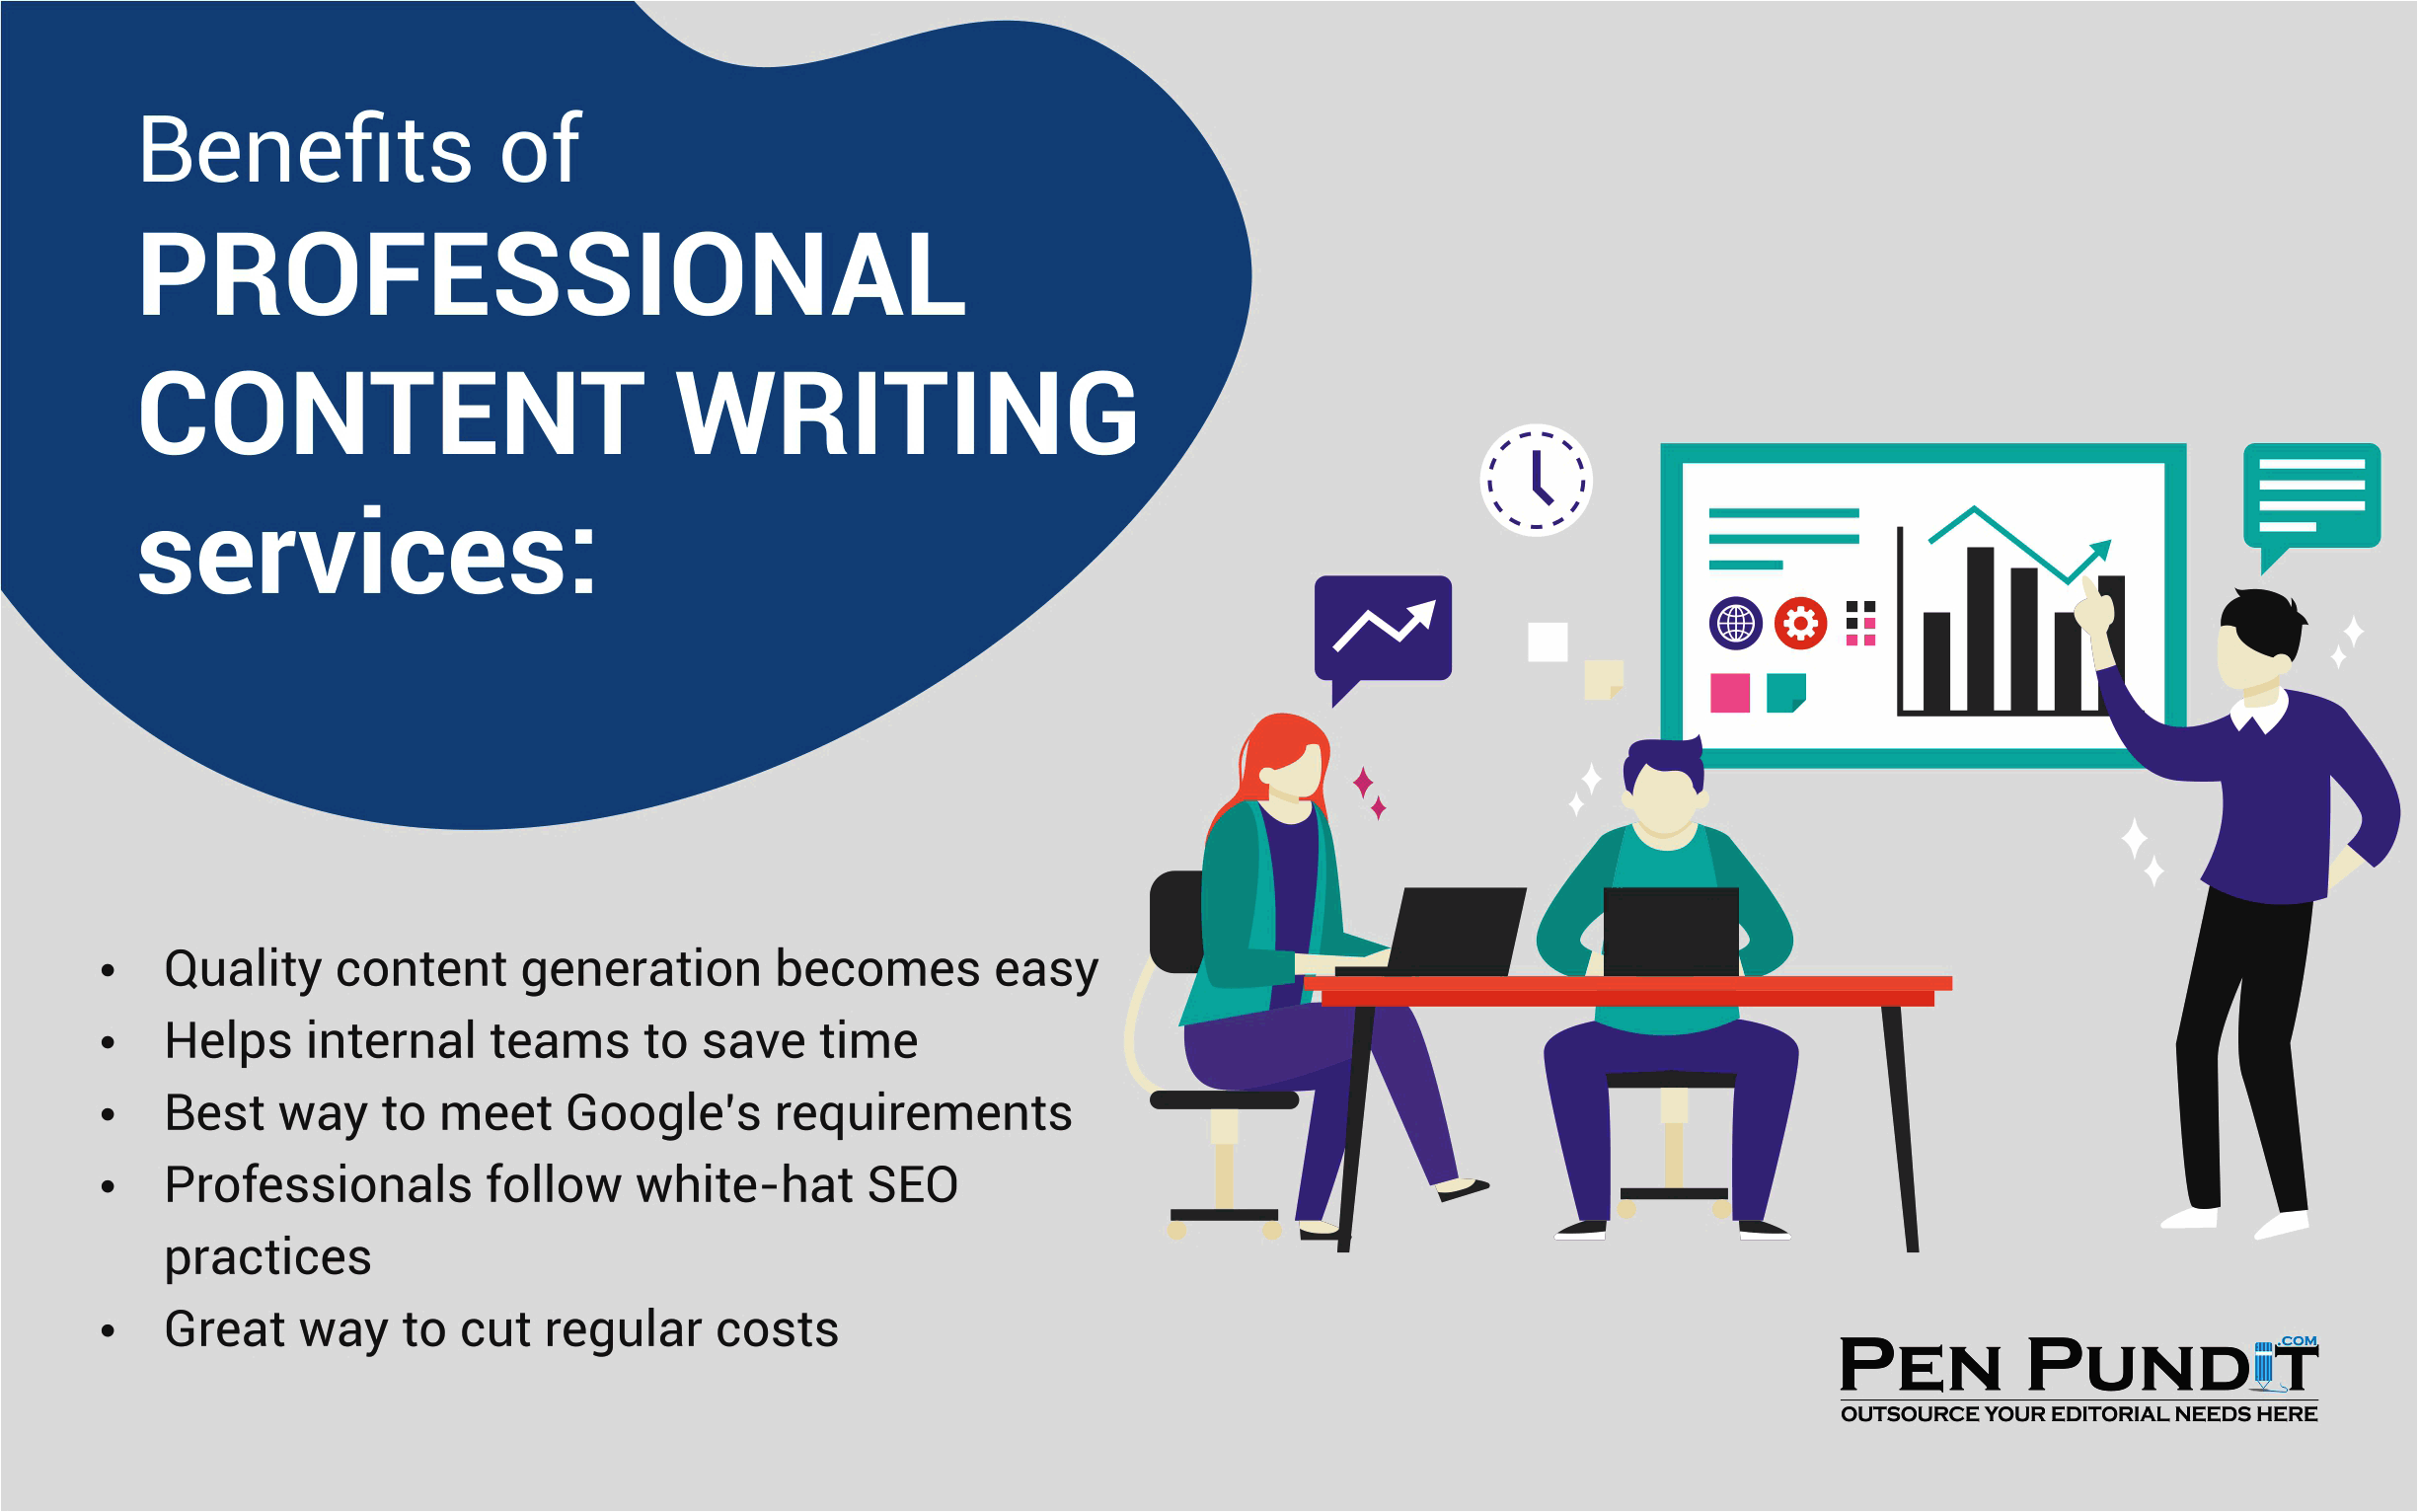 Benefits of
PROFESSIONAL
CONTENT WRITING
services:
• Quality content generation becomes easy
• Helps internal teams to save time
• Best way to meet Google's requirements
• Professionals follow white-hat SEO
practices
• Great way to cut regular costs
PEN PUNDIT .COM
OUTSOURCE YOUR EDITORIAL NEEDS HERE